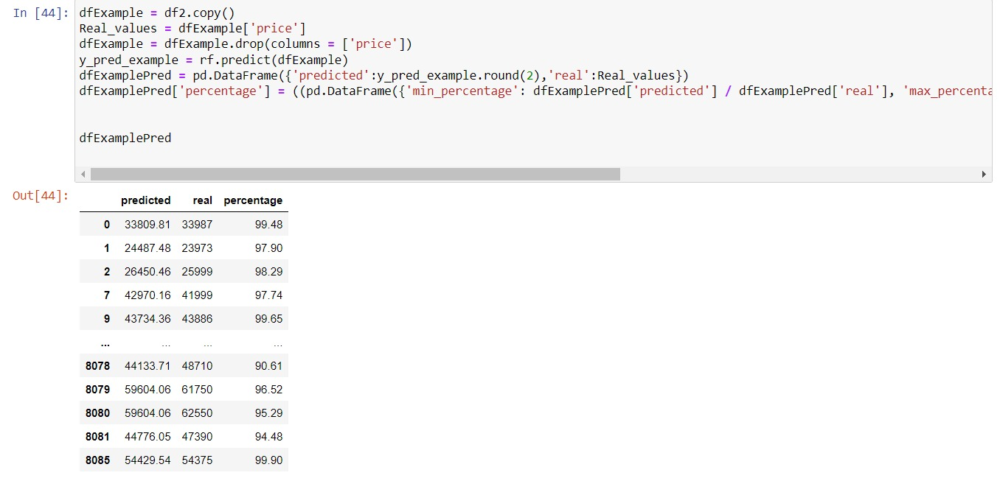 In [44]: dfExample = df2.copy()
Real_values = dfExample['price']
dfExample = dfExample.drop(columns = ['price'])
y_pred_example = rf.predict(dfExample)
dfExamplePred = pd.DataFrame({'predicted':y_pred_example.round(2),'real':Real_values})
dfExamplePred['percentage'] = ((pd.DataFrame({'min_percentage': dfExamplePred['predicted'] / dfExamplePred['real'], 'max_percenta
dfExamplePred
Out[44]:
predicted real percentage
0 33809.81 33987 99.48
1 24487.48 23973 97.90
2 26450.46 25999 98.29
7 42970.16 41999 97.74
9 43734.36 43886 99.65
... ... ... ...
8078 44133.71 48710 90.61
8079 59604.06 61750 96.52
8080 59604.06 62550 95.29
8081 44776.05 47390 94.48
8085 54429.54 54375 99.90